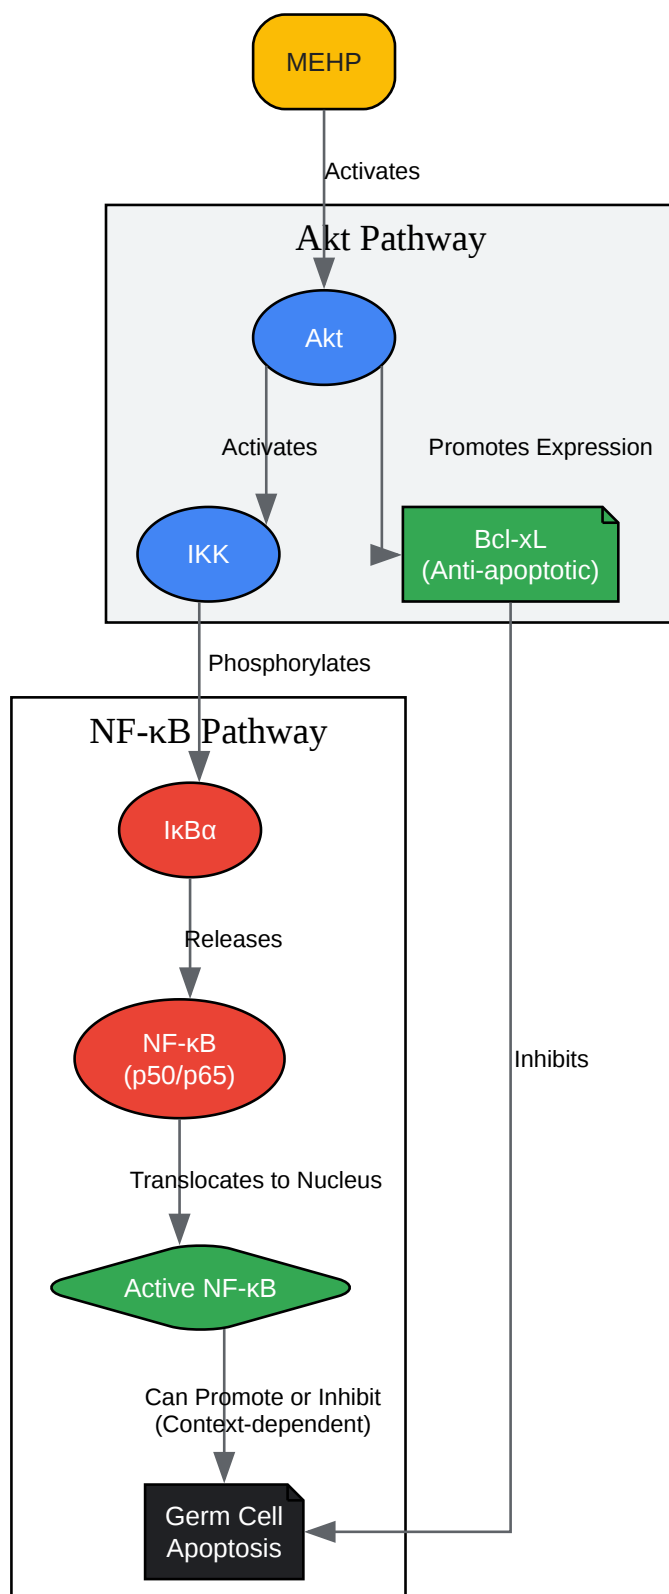 MEHP
Activates
Akt Pathway
Akt
Activates
Promotes Expression
IKK
Bcl-xL
(Anti-apoptotic)
Phosphorylates
NF-κB Pathway
IκBα
Releases
NF-κB
(p50/p65)
Inhibits
Translocates to Nucleus
Active NF-κB
Can Promote or Inhibit
(Context-dependent)
Germ Cell
Apoptosis